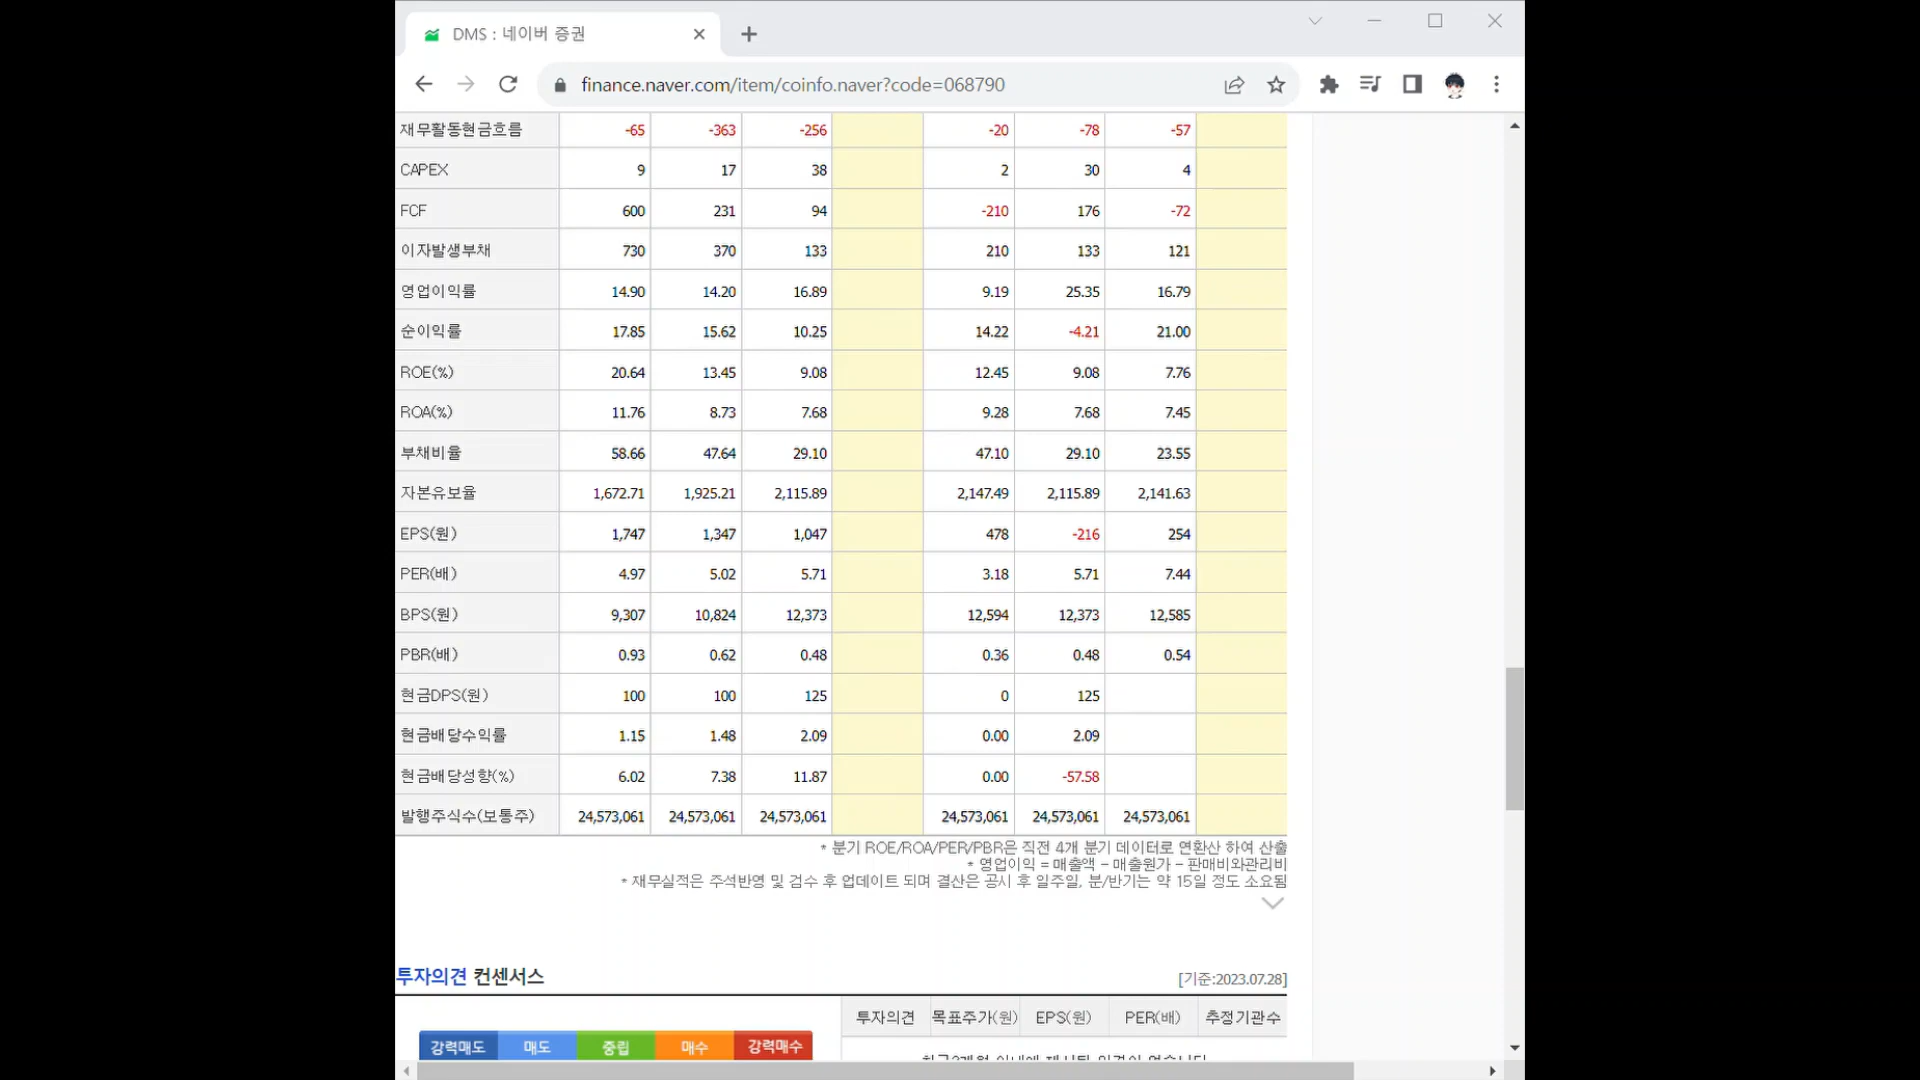 DMS : 네이버 증권
finance.naver.com/item/coinfo.naver?code=068790
재무활동현금흐름 -65 -363 -256 -20 -78 -57
CAPEX 9 17 38 2 30 4
FCF 600 231 94 -210 176 -72
이자발생부채 730 370 133 210 133 121
영업이익률 14.90 14.20 16.89 9.19 25.35 16.79
순이익률 17.85 15.62 10.25 14.22 -4.21 21.00
ROE(%) 20.64 13.45 9.08 12.45 9.08 7.76
ROA(%) 11.76 8.73 7.68 9.28 7.68 7.45
부채비율 58.66 47.64 29.10 47.10 29.10 23.55
자본유보율 1,672.71 1,925.21 2,115.89 2,147.49 2,115.89 2,141.63
EPS(원) 1,747 1,347 1,047 478 -216 254
PER(배) 4.97 5.02 5.71 3.18 5.71 7.44
BPS(원) 9,307 10,824 12,373 12,594 12,373 12,585
PBR(배) 0.93 0.62 0.48 0.36 0.48 0.54
현금DPS(원) 100 100 125 0 125
현금배당수익률 1.15 1.48 2.09 0.00 2.09
현금배당성향(%) 6.02 7.38 11.87 0.00 -57.58
발행주식수(보통주) 24,573,061 24,573,061 24,573,061 24,573,061 24,573,061 24,573,061
* 분기 ROE/ROA/PER/PBR은 직전 4개 분기 데이터로 연환산 하여 산출
* 영업이익 = 매출액 - 매출원가 - 판매비와관리비
* 재무실적은 주석반영 및 검수 후 업데이트 되며 결산은 공시 후 일주일, 분/반기는 약 15일 정도 소요됨
투자의견 컨센서스 [기준:2023.07.28]
투자의견 목표주가(원) EPS(원) PER(배) 추정기관수
강력매도 매도 중립 매수 강력매수